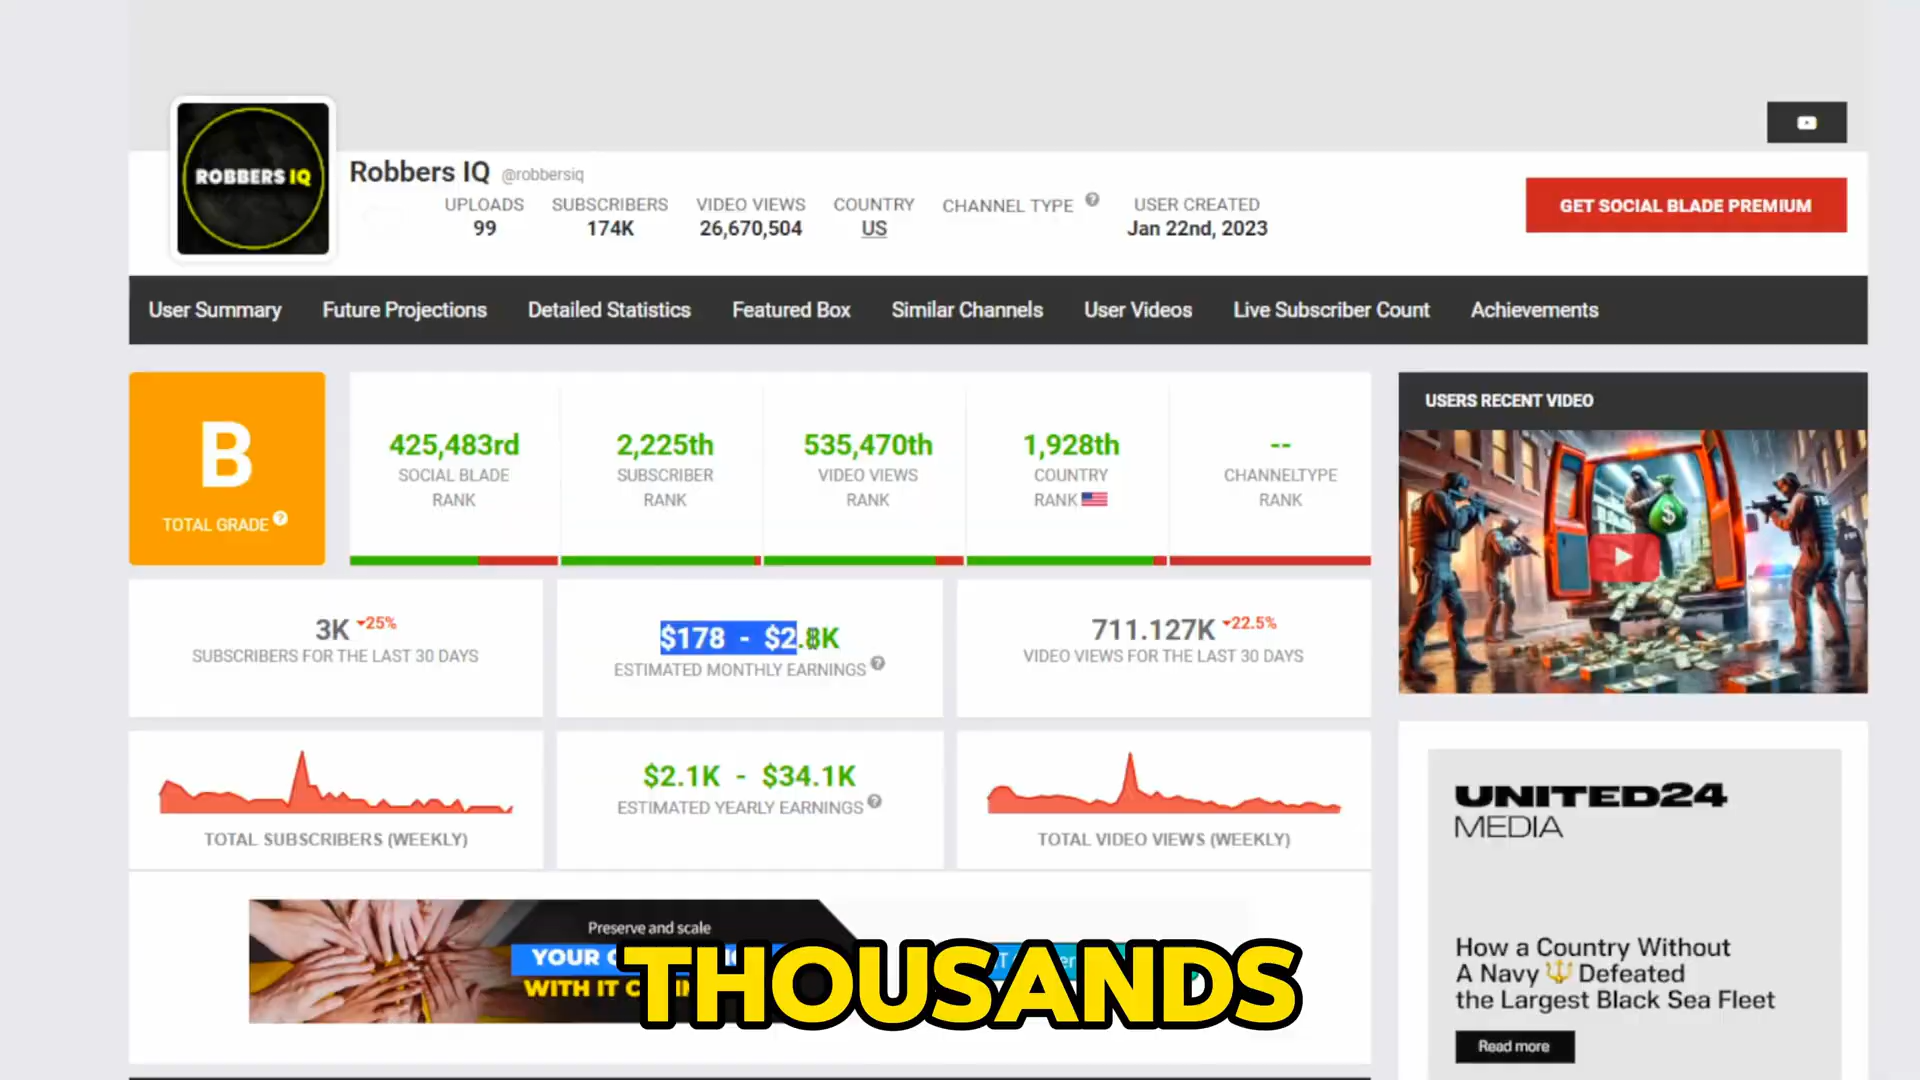 ROBBERS IQ
Robbers IQ @robbersiq
UPLOADS
99
SUBSCRIBERS
174K
VIDEO VIEWS
26,670,504
COUNTRY
US
CHANNEL TYPE ?
USER CREATED
Jan 22nd, 2023
GET SOCIAL BLADE PREMIUM
User Summary Future Projections Detailed Statistics Featured Box Similar Channels User Videos Live Subscriber Count Achievements
B
TOTAL GRADE ?
425,483rd
SOCIAL BLADE
RANK
2,225th
SUBSCRIBER
RANK
535,470th
VIDEO VIEWS
RANK
1,928th
COUNTRY
RANK
--
CHANNELTYPE
RANK
USERS RECENT VIDEO
$
3K 25%
SUBSCRIBERS FOR THE LAST 30 DAYS
$178 - $2.8K
ESTIMATED MONTHLY EARNINGS ?
711.127K 22.5%
VIDEO VIEWS FOR THE LAST 30 DAYS
TOTAL SUBSCRIBERS (WEEKLY)
$2.1K - $34.1K
ESTIMATED YEARLY EARNINGS ?
TOTAL VIDEO VIEWS (WEEKLY)
Preserve and scale
YOUR
WITH IT
THOUSANDS
UNITED24
MEDIA
How a Country Without
A Navy Defeated
the Largest Black Sea Fleet
Read more